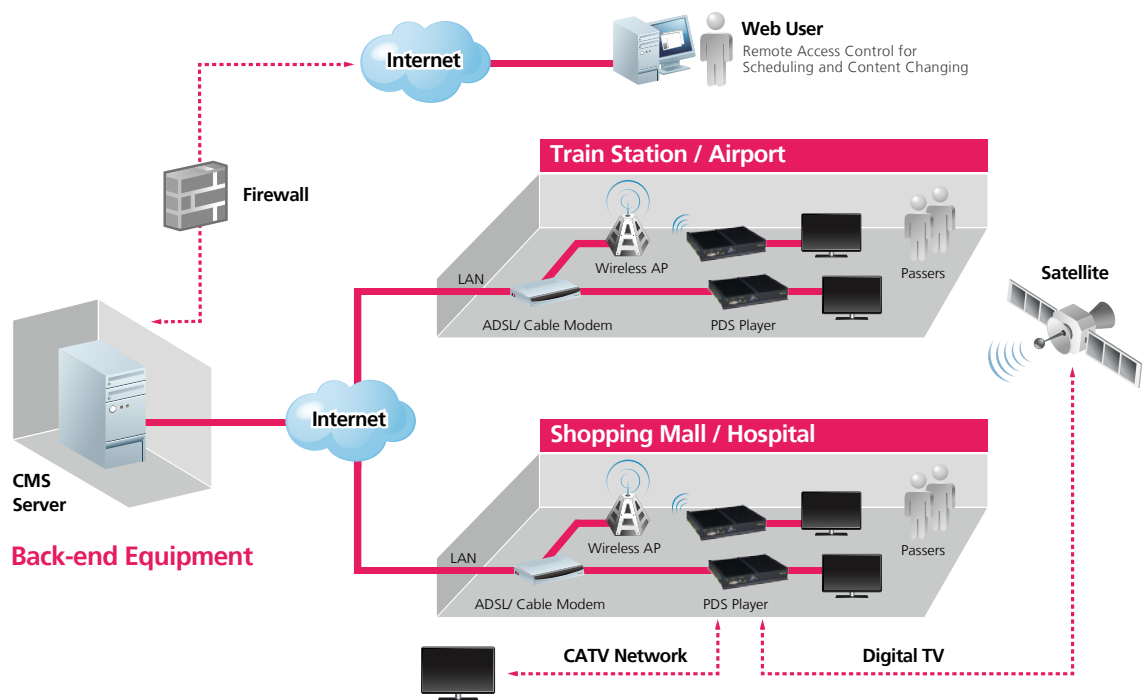 Web User
Remote Access Control for
Scheduling and Content Changing
Internet
Firewall
Train Station / Airport
Wireless AP
Passers
LAN
ADSL/ Cable Modem
PDS Player
Satellite
Internet
CMS
Server
Back-end Equipment
Shopping Mall / Hospital
Wireless AP
Passers
LAN
ADSL/ Cable Modem
PDS Player
CATV Network
Digital TV